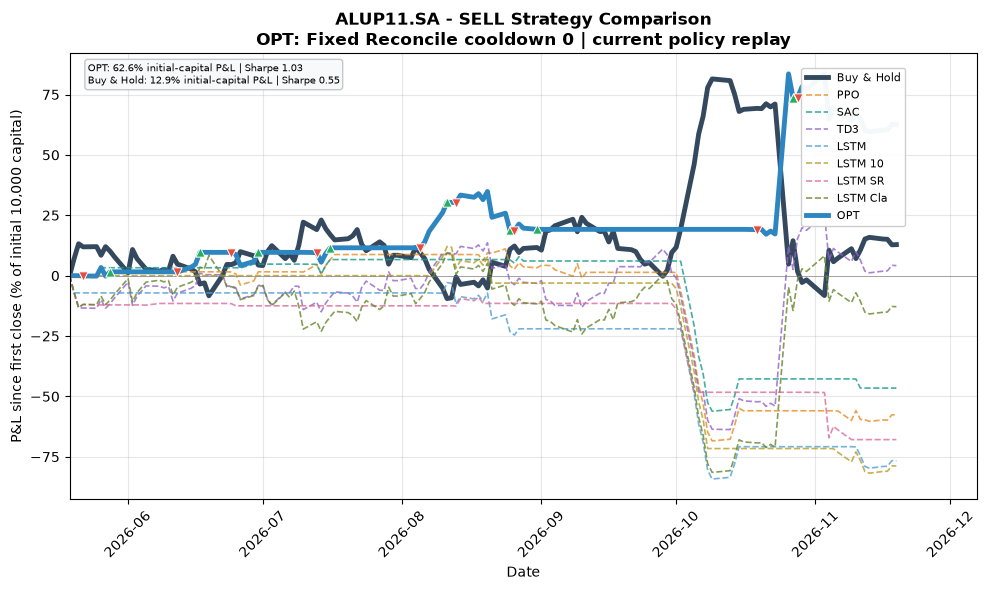 ALUP11.SA - SELL Strategy Comparison
OPT: Fixed Reconcile cooldown 0 | current policy replay
OPT: 62.6% initial-capital P&L | Sharpe 1.03
Buy & Hold: 12.9% initial-capital P&L | Sharpe 0.55
Buy & Hold
PPO
SAC
TD3
LSTM
LSTM 10
LSTM SR
LSTM Cla
OPT
P&L since first close (% of initial 10,000 capital)
75
50
25
0
−25
−50
−75
2026-06
2026-07
2026-08
2026-09
2026-10
2026-11
2026-12
Date